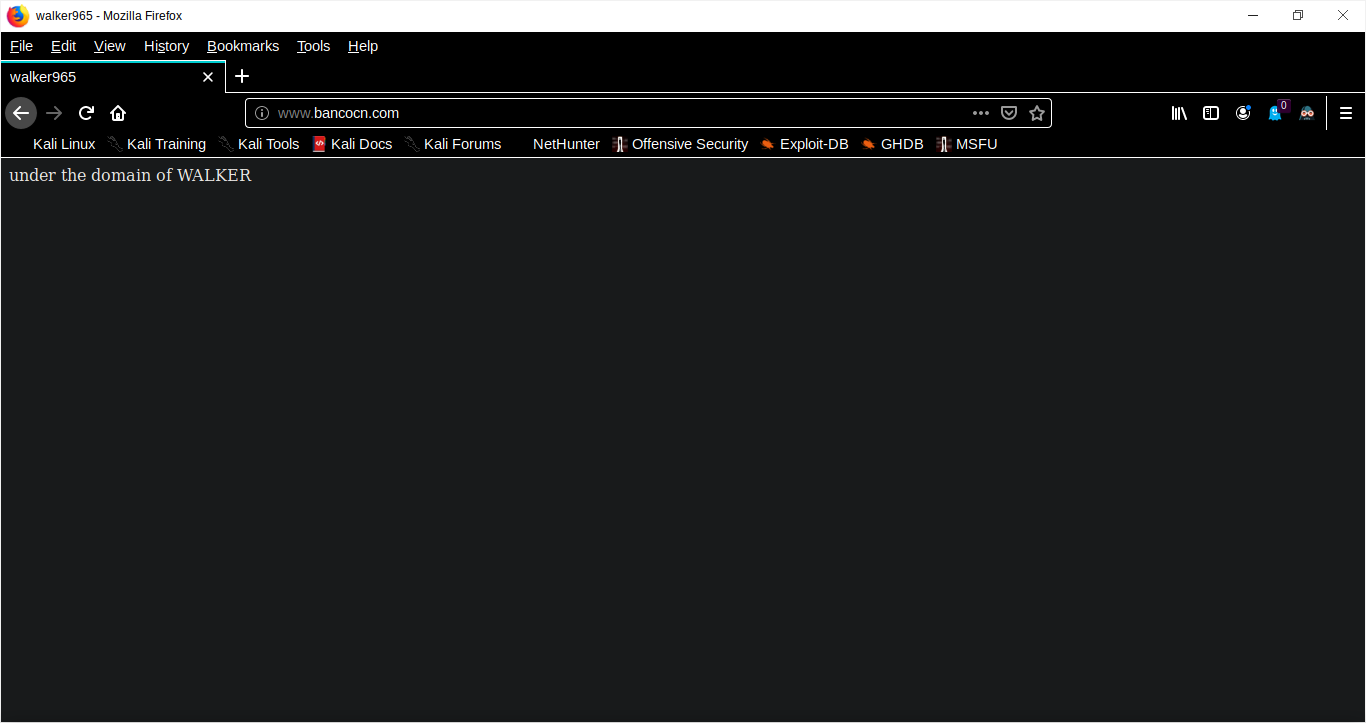 walker965 - Mozilla Firefox
File Edit View History Bookmarks Tools Help
walker965
www.bancocn.com
0
Kali Linux Kali Training Kali Tools Kali Docs Kali Forums NetHunter Offensive Security Exploit-DB GHDB MSFU
under the domain of WALKER